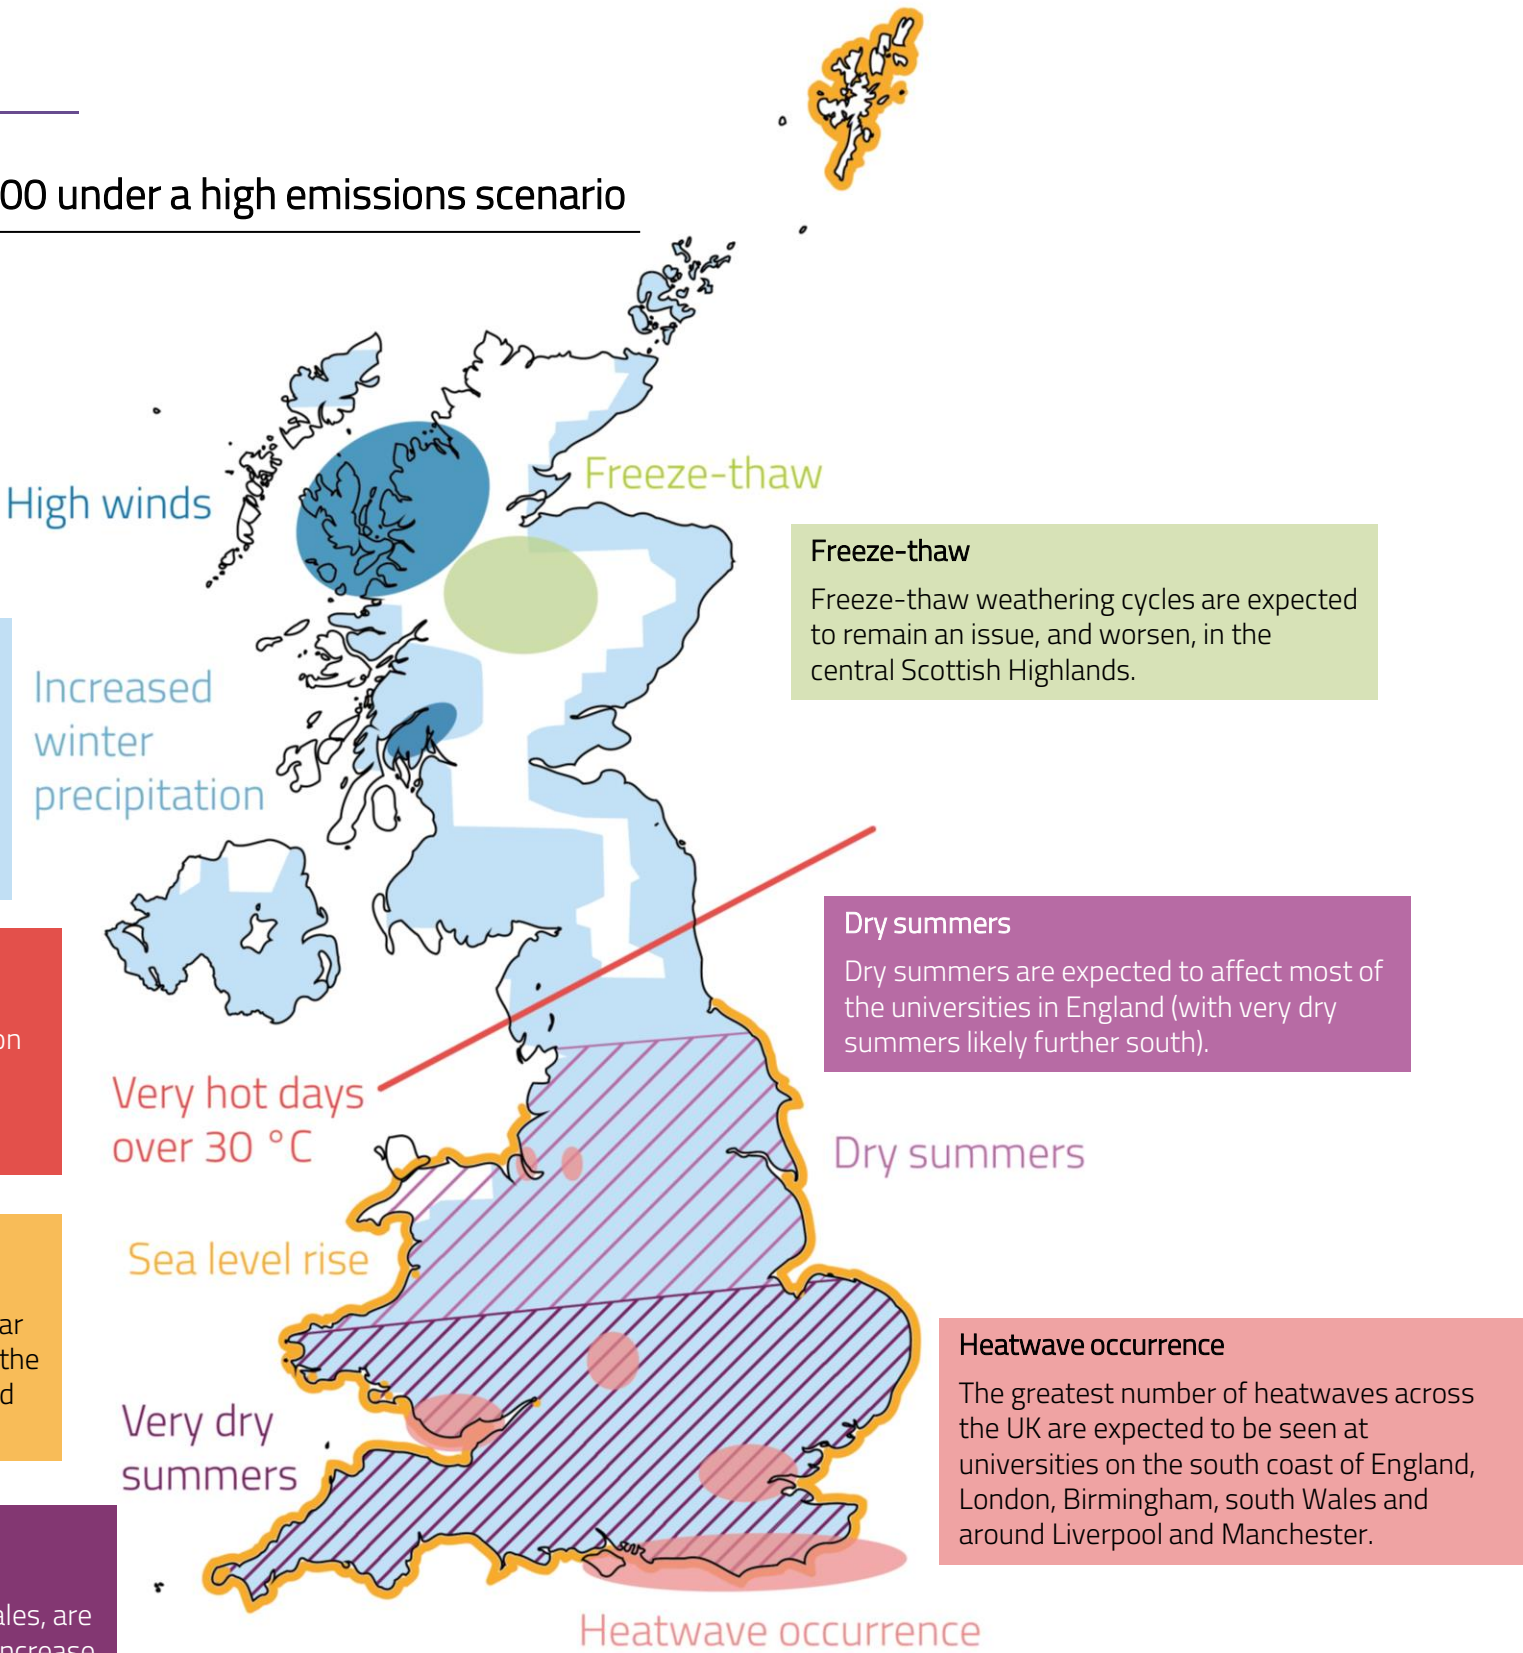 00 under a high emissions scenario
High winds
Freeze-thaw
Freeze-thaw
Freeze-thaw weathering cycles are expected
to remain an issue, and worsen, in the
central Scottish Highlands.
Increased
winter
precipitation
Dry summers
Dry summers are expected to affect most of
the universities in England (with very dry
summers likely further south).
on
Very hot days
over 30 °C
Dry summers
Sea level rise
ar
the
d
Heatwave occurrence
The greatest number of heatwaves across
the UK are expected to be seen at
universities on the south coast of England,
London, Birmingham, south Wales and
around Liverpool and Manchester.
Very dry
summers
ales, are
increase
Heatwave occurrence